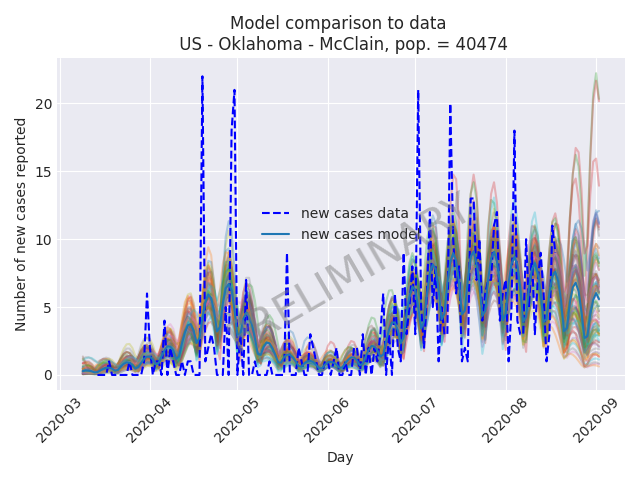 Model comparison to data
US - Oklahoma - McClain, pop. = 40474
Number of new cases reported
20
15
10
5
0
new cases data
new cases model
PRELIMINARY
2020-03
2020-04
2020-05
2020-06
2020-07
2020-08
2020-09
Day